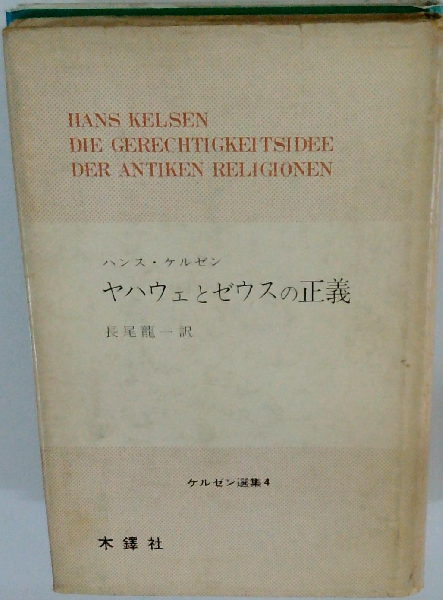 HANS KELSEN
DIE GERECHTIGKEITSIDEE
DER ANTIKEN RELIGIONEN
ハンス・ケルゼン
ヤハウェとゼウスの正義
長尾龍一訳
ケルゼン選集4
木鐸社